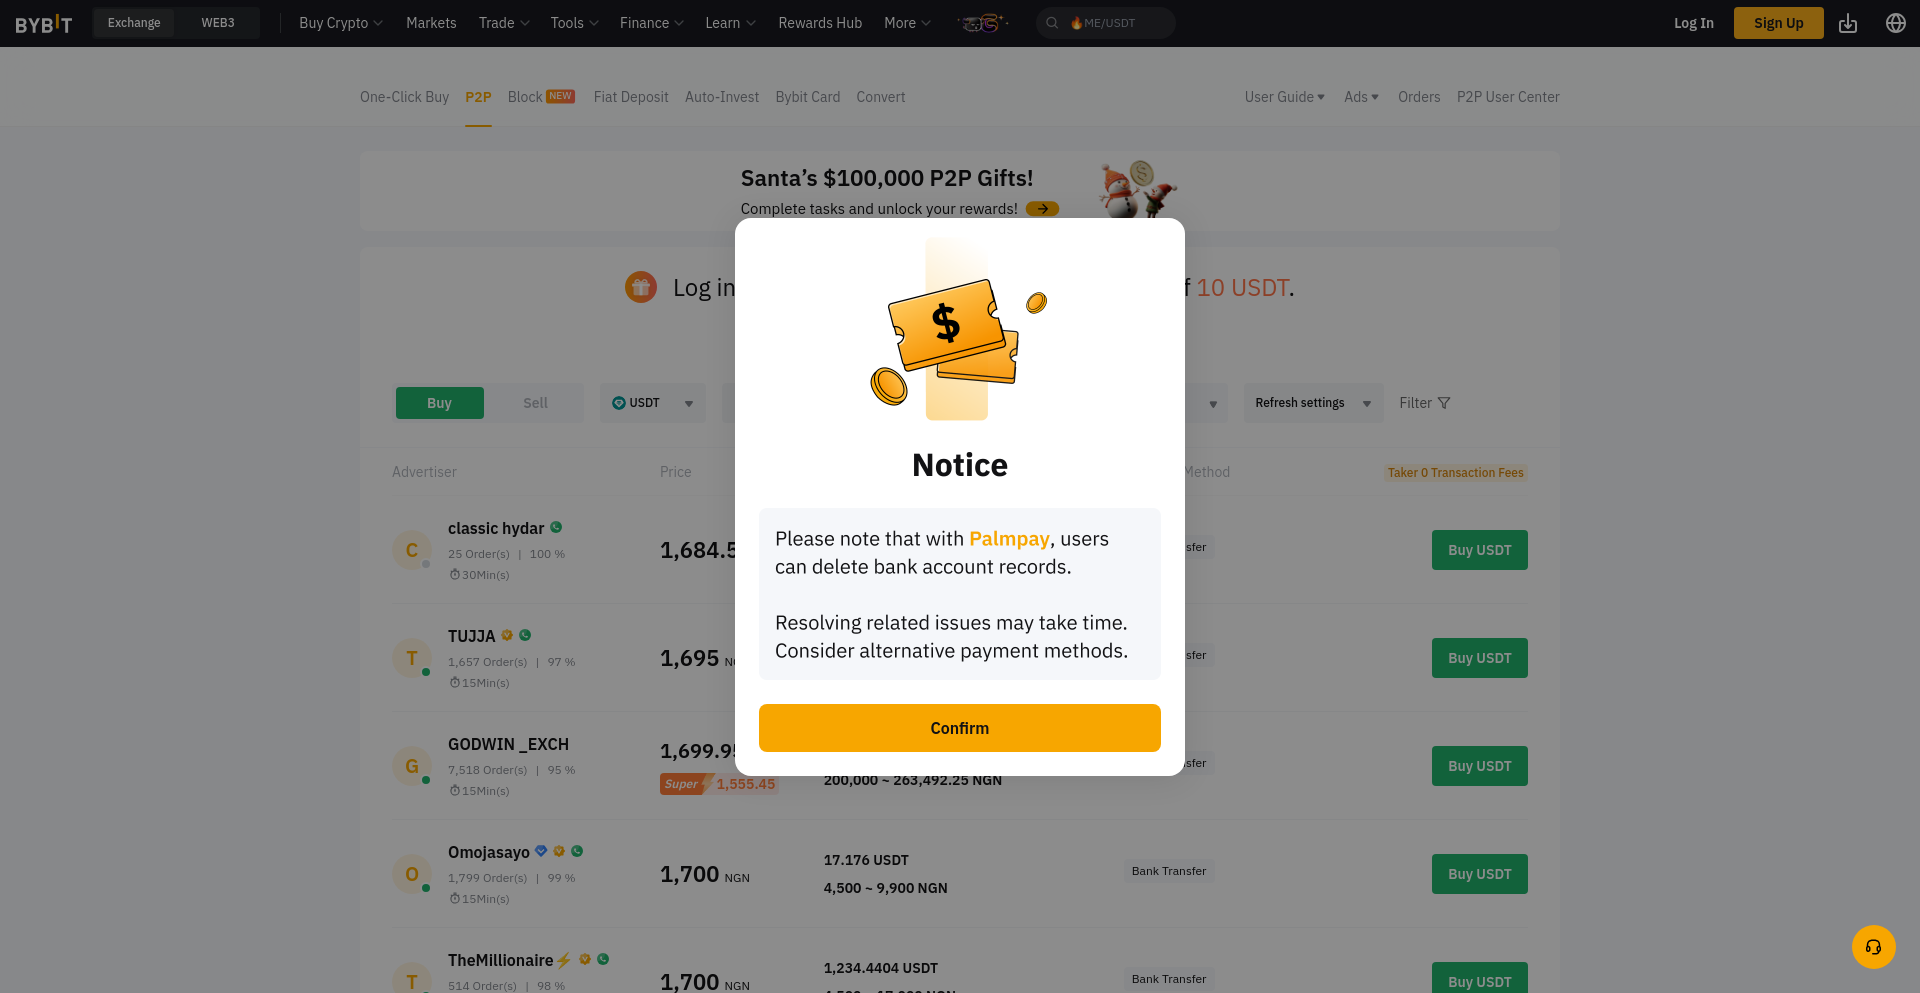 BYBIT
Exchange
WEB3
Buy Crypto
Markets
Trade
Tools
Finance
Learn
Rewards Hub
More
🔥ME/USDT
Log In
Sign Up
One-Click Buy
P2P
Block NEW
Fiat Deposit
Auto-Invest
Bybit Card
Convert
User Guide
Ads
Orders
P2P User Center
Santa’s $100,000 P2P Gifts!
Complete tasks and unlock your rewards!
Log in
10 USDT.
$
Buy
Sell
USDT
Refresh settings
Filter
Notice
Please note that with Palmpay, users
can delete bank account records.
Resolving related issues may take time.
Consider alternative payment methods.
Confirm
Advertiser
Price
Method
Taker 0 Transaction Fees
C
classic hydar
25 Order(s) | 100 %
30Min(s)
1,684.5
Buy USDT
T
TUJJA
1,657 Order(s) | 97 %
15Min(s)
1,695
Buy USDT
G
GODWIN _EXCH
7,518 Order(s) | 95 %
15Min(s)
1,699.95
Super 1,555.45
200,000 ~ 263,492.25 NGN
Buy USDT
O
Omojasayo
1,799 Order(s) | 99 %
15Min(s)
1,700 NGN
17.176 USDT
4,500 ~ 9,900 NGN
Bank Transfer
Buy USDT
T
TheMillionaire⚡
514 Order(s) | 98 %
1,700 NGN
1,234.4404 USDT
Bank Transfer
Buy USDT